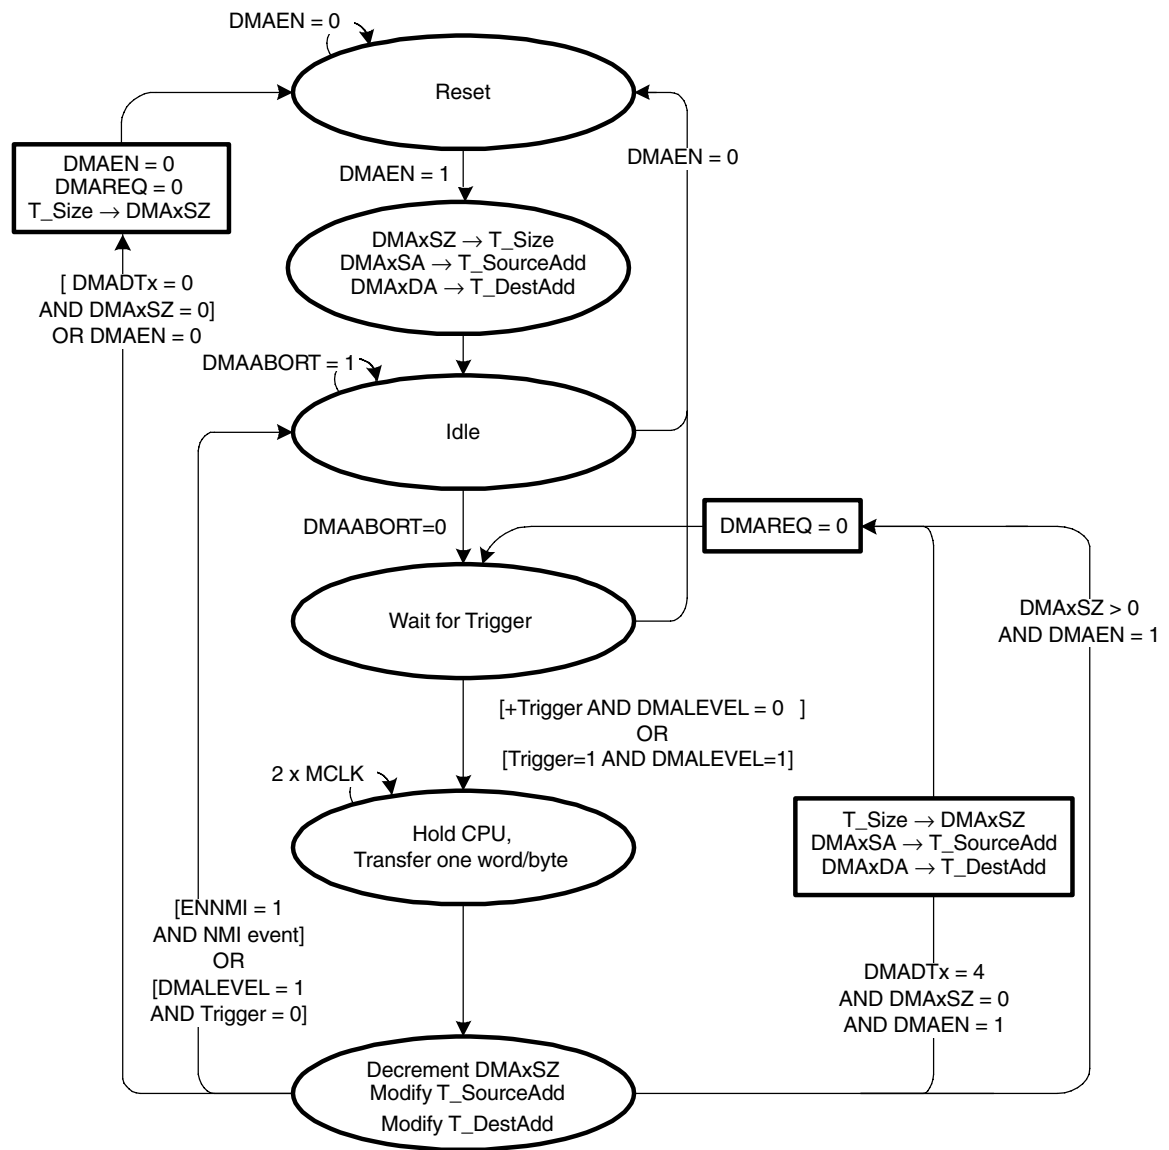 DMAEN = 0
Reset
DMAEN = 0
DMAREQ = 0
T_Size → DMAxSZ
DMAEN = 1
DMAEN = 0
DMAxSZ → T_Size
DMAxSA → T_SourceAdd
DMAxDA → T_DestAdd
[ DMADTx = 0
AND DMAxSZ = 0]
OR DMAEN = 0
DMAABORT = 1
Idle
DMAABORT=0
DMAREQ = 0
Wait for Trigger
DMAxSZ > 0
AND DMAEN = 1
[+Trigger AND DMALEVEL = 0 ]
OR
[Trigger=1 AND DMALEVEL=1]
2 x MCLK
Hold CPU,
Transfer one word/byte
T_Size → DMAxSZ
DMAxSA → T_SourceAdd
DMAxDA → T_DestAdd
[ENNMI = 1
AND NMI event]
OR
[DMALEVEL = 1
AND Trigger = 0]
DMADTx = 4
AND DMAxSZ = 0
AND DMAEN = 1
Decrement DMAxSZ
Modify T_SourceAdd
Modify T_DestAdd